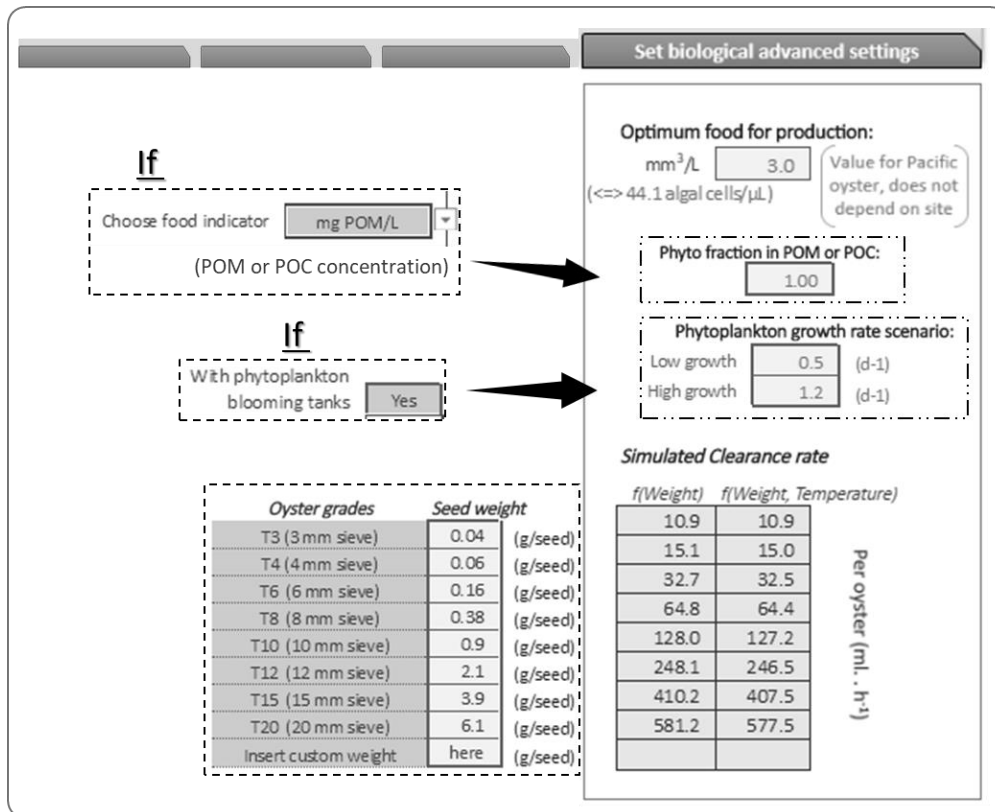 Set biological advanced settings
If
Choose food indicator mg POM/L
(POM or POC concentration)
If
With phytoplankton
blooming tanks Yes
Optimum food for production:
mm³/L 3.0
(<=> 44.1 algal cells/µL)
Value for Pacific
oyster, does not
depend on site
Phyto fraction in POM or POC:
1.00
Phytoplankton growth rate scenario:
Low growth 0.5 (d-1)
High growth 1.2 (d-1)
Oyster grades Seed weight
T3 (3 mm sieve) 0.04 (g/seed)
T4 (4 mm sieve) 0.06 (g/seed)
T6 (6 mm sieve) 0.16 (g/seed)
T8 (8 mm sieve) 0.38 (g/seed)
T10 (10 mm sieve) 0.9 (g/seed)
T12 (12 mm sieve) 2.1 (g/seed)
T15 (15 mm sieve) 3.9 (g/seed)
T20 (20 mm sieve) 6.1 (g/seed)
Insert custom weight here (g/seed)
Simulated Clearance rate
f(Weight) f(Weight, Temperature)
10.9 10.9
15.1 15.0
32.7 32.5
64.8 64.4
128.0 127.2
248.1 246.5
410.2 407.5
581.2 577.5
Per oyster (ml. . h⁻¹)